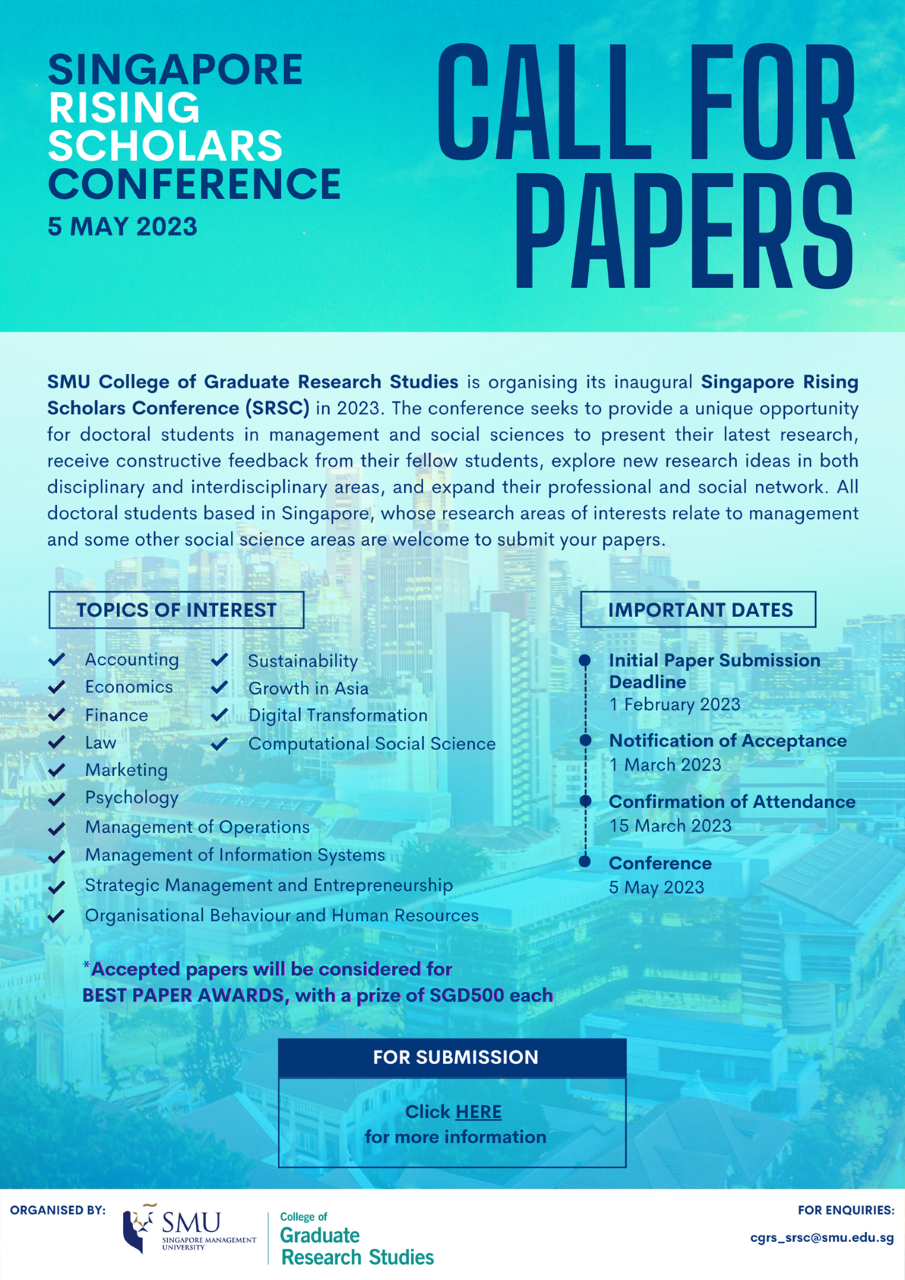 SINGAPORE
RISING
SCHOLARS
CONFERENCE
5 MAY 2023
CALL FOR
PAPERS
SMU College of Graduate Research Studies is organising its inaugural Singapore Rising
Scholars Conference (SRSC) in 2023. The conference seeks to provide a unique opportunity
for doctoral students in management and social sciences to present their latest research,
receive constructive feedback from their fellow students, explore new research ideas in both
disciplinary and interdisciplinary areas, and expand their professional and social network. All
doctoral students based in Singapore, whose research areas of interests relate to management
and some other social science areas are welcome to submit your papers.
TOPICS OF INTEREST
Accounting
Economics
Finance
Law
Marketing
Psychology
Management of Operations
Management of Information Systems
Strategic Management and Entrepreneurship
Organisational Behaviour and Human Resources
Sustainability
Growth in Asia
Digital Transformation
Computational Social Science
IMPORTANT DATES
Initial Paper Submission
Deadline
1 February 2023
Notification of Acceptance
1 March 2023
Confirmation of Attendance
15 March 2023
Conference
5 May 2023
*Accepted papers will be considered for
BEST PAPER AWARDS, with a prize of SGD500 each
FOR SUBMISSION
Click HERE
for more information
ORGANISED BY:
SMU
SINGAPORE MANAGEMENT
UNIVERSITY
College of
Graduate
Research Studies
FOR ENQUIRIES:
cgrs_srsc@smu.edu.sg